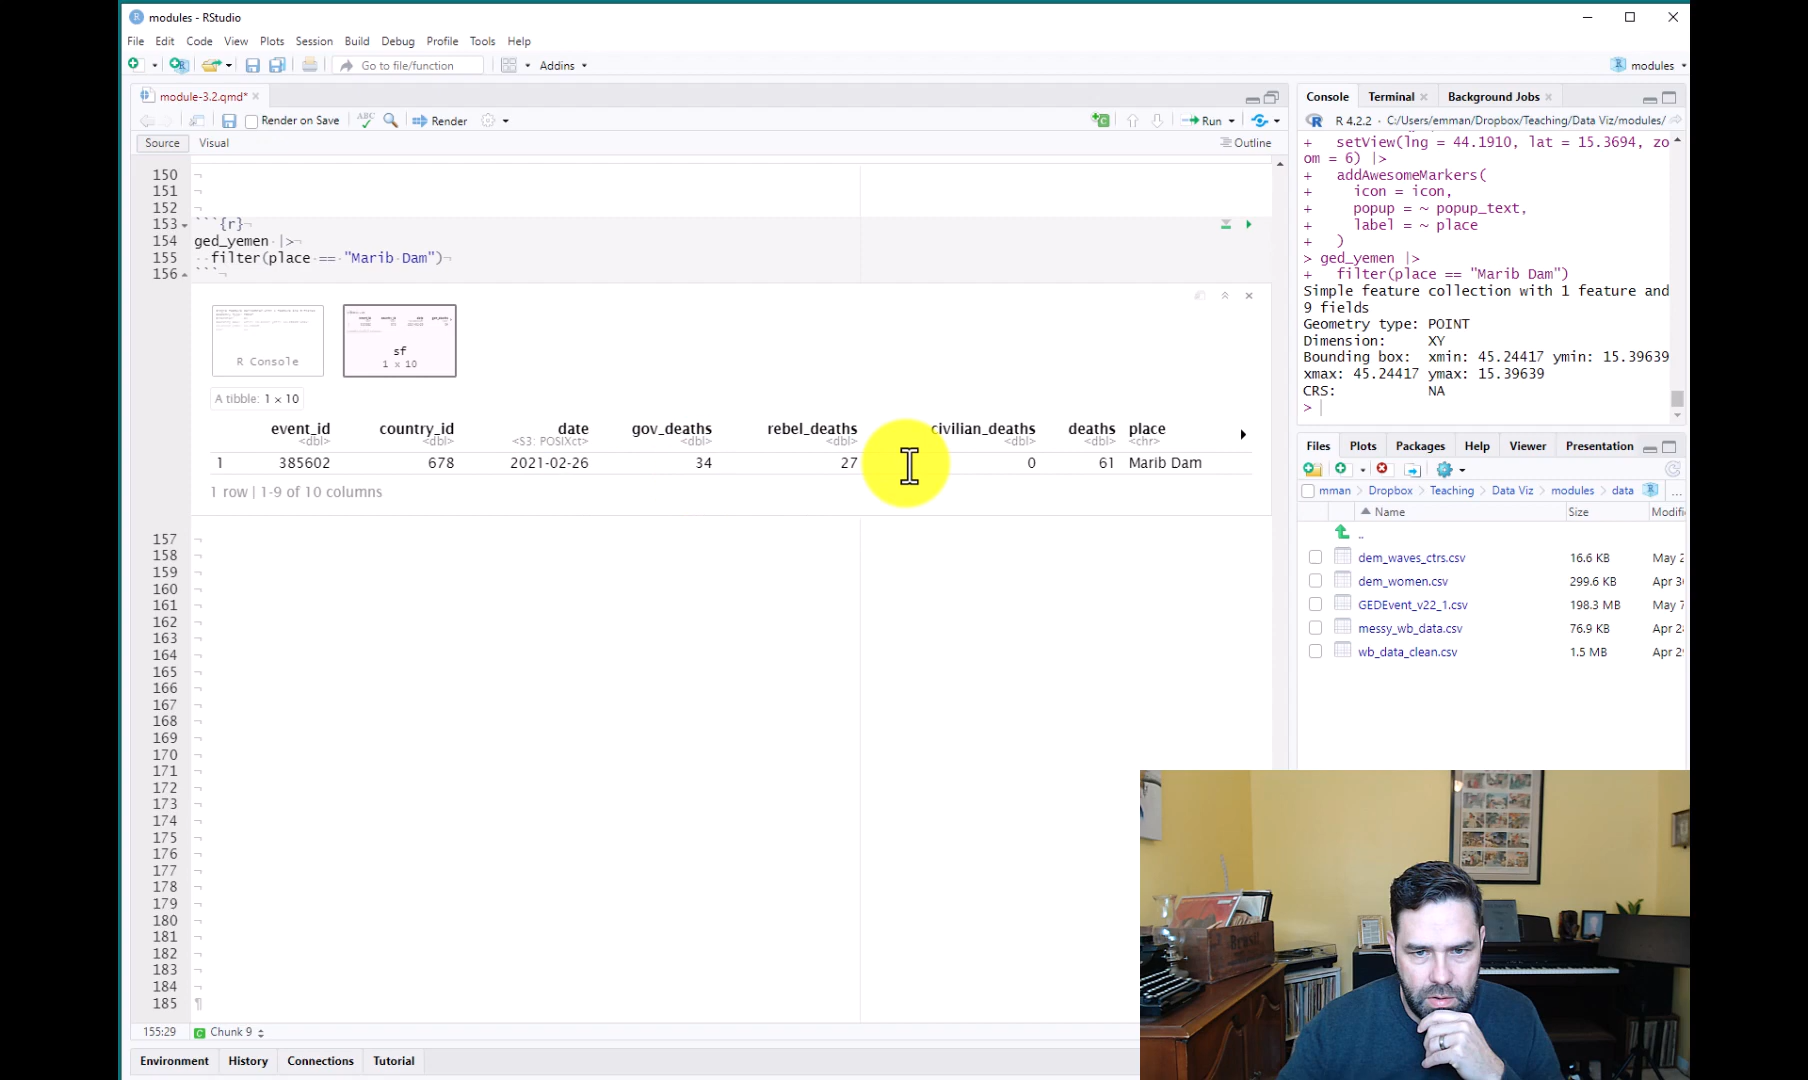 modules - RStudio
File Edit Code View Plots Session Build Debug Profile Tools Help
Go to file/function Addins modules
module-3.2.qmd*
Render on Save ABC Render Run
Source Visual Outline
150
151
152
153 ```{r}
154 ged_yemen |>
155 filter(place == "Marib Dam")
156 ```
R Console
sf
1 x 10
A tibble: 1 × 10
event_id country_id date gov_deaths rebel_deaths civilian_deaths deaths place
<dbl> <dbl> <S3: POSIXct> <dbl> <dbl> <dbl> <dbl> <chr>
1 385602 678 2021-02-26 34 27 0 61 Marib Dam
1 row | 1-9 of 10 columns
157
158
159
160
161
162
163
164
165
166
167
168
169
170
171
172
173
174
175
176
177
178
179
180
181
182
183
184
185
155:29 Chunk 9
Environment History Connections Tutorial
Console Terminal Background Jobs
R 4.2.2 · C:/Users/emman/Dropbox/Teaching/Data Viz/modules/
+ setView(lng = 44.1910, lat = 15.3694, zo
om = 6) |>
+ addAwesomeMarkers(
+ icon = icon,
+ popup = ~ popup_text,
+ label = ~ place
+ )
> ged_yemen |>
+ filter(place == "Marib Dam")
Simple feature collection with 1 feature and
9 fields
Geometry type: POINT
Dimension: XY
Bounding box: xmin: 45.24417 ymin: 15.39639
xmax: 45.24417 ymax: 15.39639
CRS: NA
>
Files Plots Packages Help Viewer Presentation
mman Dropbox Teaching Data Viz modules data ...
Name Size Modifi
..
dem_waves_ctrs.csv 16.6 KB May 2
dem_women.csv 299.6 KB Apr 30
GEDEvent_v22_1.csv 198.3 MB May 7
messy_wb_data.csv 76.9 KB Apr 28
wb_data_clean.csv 1.5 MB Apr 29